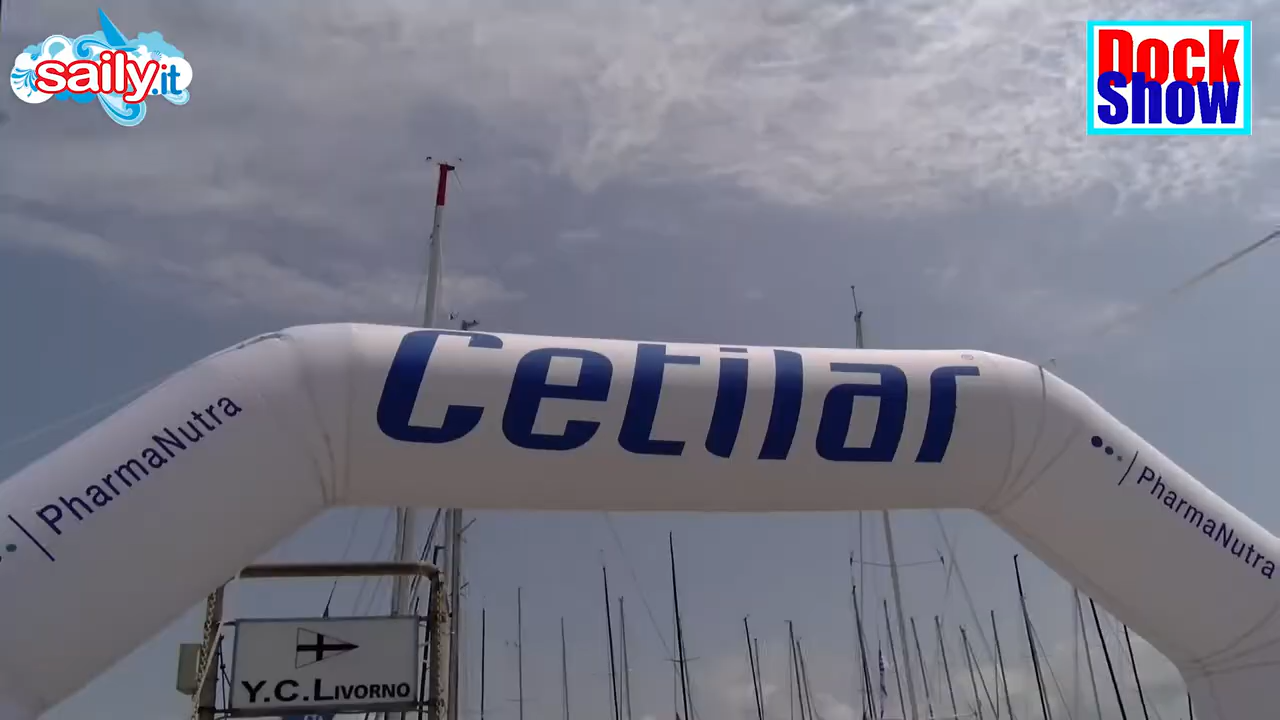 saily.it
Dock
Show
Cetilar®
PharmaNutra
PharmaNutra
Y.C.Livorno